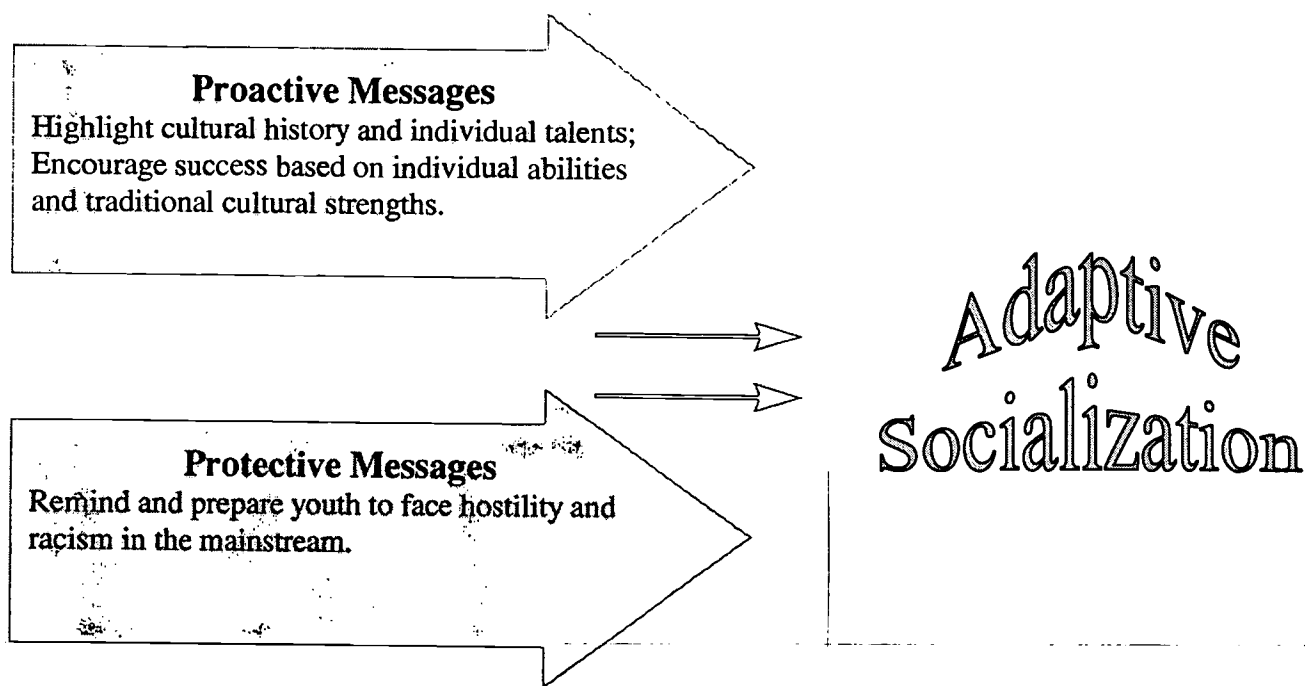 Proactive Messages
Highlight cultural history and individual talents;
Encourage success based on individual abilities
and traditional cultural strengths.
Adaptive
Socialization
Protective Messages
Remind and prepare youth to face hostility and
racism in the mainstream.